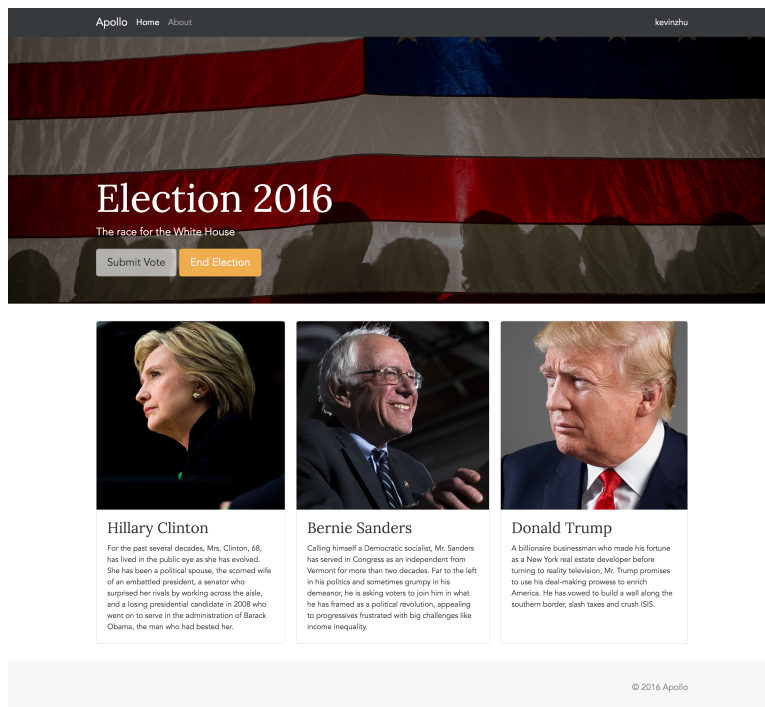 Apollo Home About kevinzhu
Election 2016
The race for the White House
Submit Vote End Election
Hillary Clinton
For the past several decades, Mrs. Clinton, 68,
has lived in the public eye as she has evolved.
She has been a political spouse, the scorned wife
of an embattled president, a senator who
surprised her rivals by working across the aisle,
and a losing presidential candidate in 2008 who
went on to serve in the administration of Barack
Obama, the man who had bested her.
Bernie Sanders
Calling himself a Democratic socialist, Mr. Sanders
has served in Congress as an independent from
Vermont for more than two decades. Far to the left
in his politics and sometimes grumpy in his
demeanor, he is asking voters to join him in what
he has framed as a political revolution, appealing
to progressives frustrated with big challenges like
income inequality.
Donald Trump
A billionaire businessman who made his fortune
as a New York real estate developer before
turning to reality television, Mr. Trump promises
to use his deal-making prowess to enrich
America. He has vowed to build a wall along the
southern border, slash taxes and crush ISIS.
© 2016 Apollo